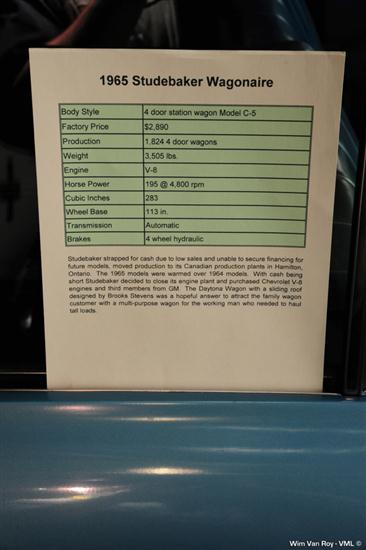 1965 Studebaker Wagonaire
Body Style 4 door station wagon Model C-5
Factory Price $2,890
Production 1,824 4 door wagons
Weight 3,505 lbs.
Engine V-8
Horse Power 195 @ 4,800 rpm
Cubic Inches 283
Wheel Base 113 in.
Transmission Automatic
Brakes 4 wheel hydraulic
Studebaker strapped for cash due to low sales and unable to secure financing for
future models, moved production to its Canadian production plants in Hamilton,
Ontario. The 1965 models were warmed over 1964 models. With cash being
short Studebaker decided to close its engine plant and purchased Chevrolet V-8
engines and third members from GM. The Daytona Wagon with a sliding roof
designed by Brooks Stevens was a hopeful answer to attract the family wagon
customer with a multi-purpose wagon for the working man who needed to haul
tall loads.
Wim Van Roy - VML ©